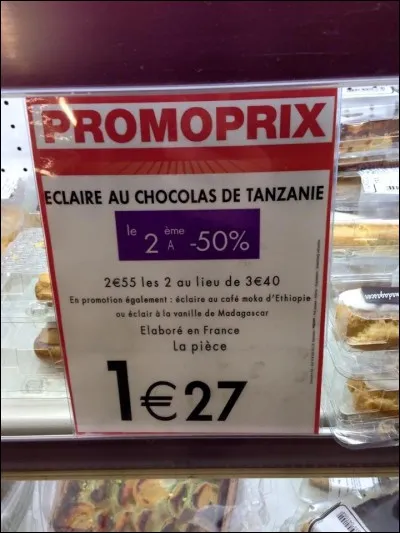 PROMOPRIX
ECLAIRE AU CHOCOLAS DE TANZANIE
le 2 ème A -50%
2€55 les 2 au lieu de 3€40
En promotion également : éclaire au café moka d'Ethiopie
ou éclair à la vanille de Madagascar
Elaboré en France
La pièce
1€27